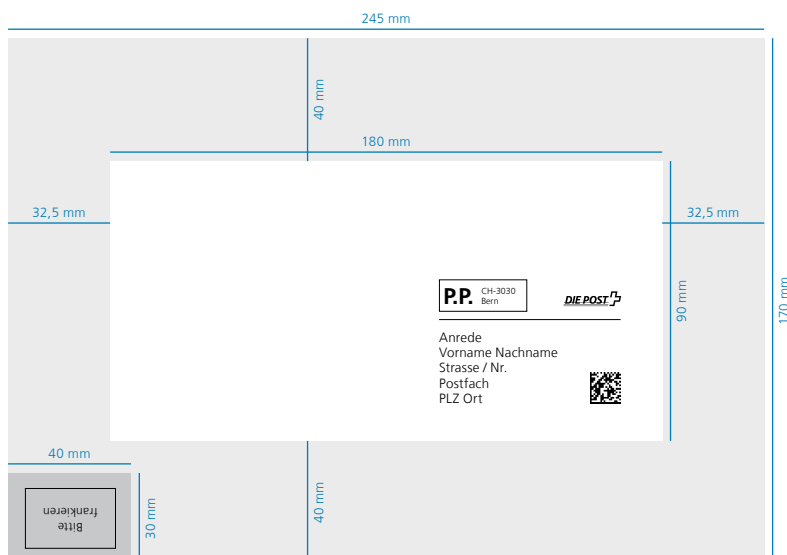 245 mm
40 mm
180 mm
32,5 mm
32,5 mm
P.P.
CH-3030
Bern
DIE POST
90 mm
170 mm
Anrede
Vorname Nachname
Strasse / Nr.
Postfach
PLZ Ort
40 mm
30 mm
40 mm
Bitte
frankieren